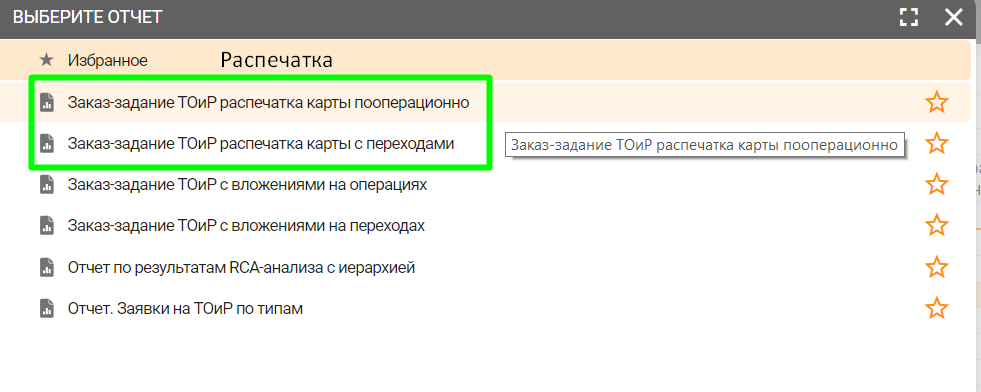 ВЫБЕРИТЕ ОТЧЕТ
Избранное Распечатка
Заказ-задание ТОиР распечатка карты пооперационно
Заказ-задание ТОиР распечатка карты с переходами
Заказ-задание ТОиР распечатка карты пооперационно
Заказ-задание ТОиР с вложениями на операциях
Заказ-задание ТОиР с вложениями на переходах
Отчет по результатам RCA-анализа с иерархией
Отчет. Заявки на ТОиР по типам